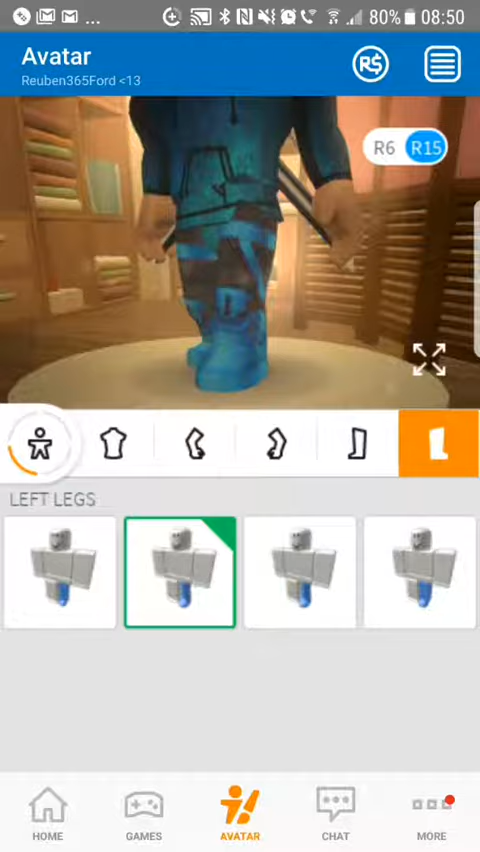 ... 80% 08:50
Avatar
Reuben365Ford <13
R$
R6 R15
LEFT LEGS
HOME GAMES AVATAR CHAT MORE